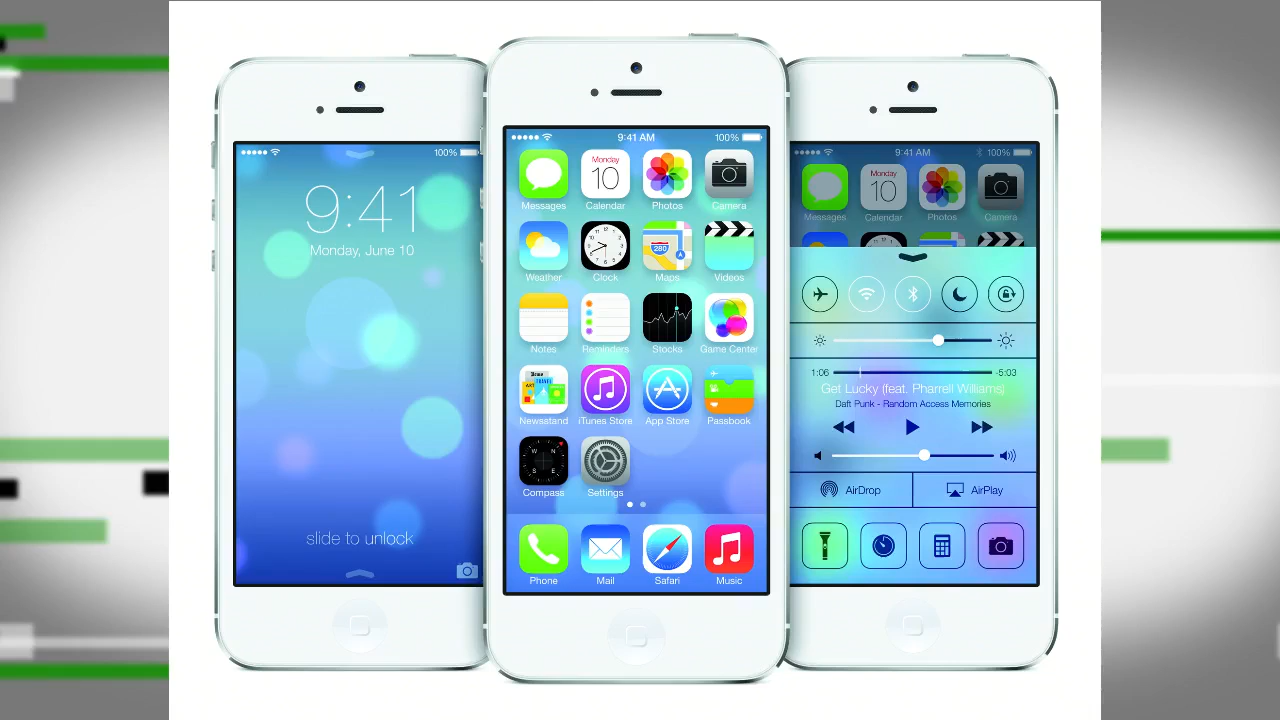 100%
9:41
Monday, June 10
slide to unlock
9:41 AM
100%
Monday
10
Messages
Calendar
Photos
Camera
280
Weather
Clock
Maps
Videos
Notes
Reminders
Stocks
Game Center
Newsstand
iTunes Store
App Store
Passbook
N
W
E
S
Compass
Settings
Phone
Mail
Safari
Music
9:41 AM
100%
Monday
10
Messages
Calendar
Photos
Camera
1:06
-5:03
Get Lucky (feat. Pharrell Williams)
Daft Punk - Random Access Memories
AirDrop
AirPlay